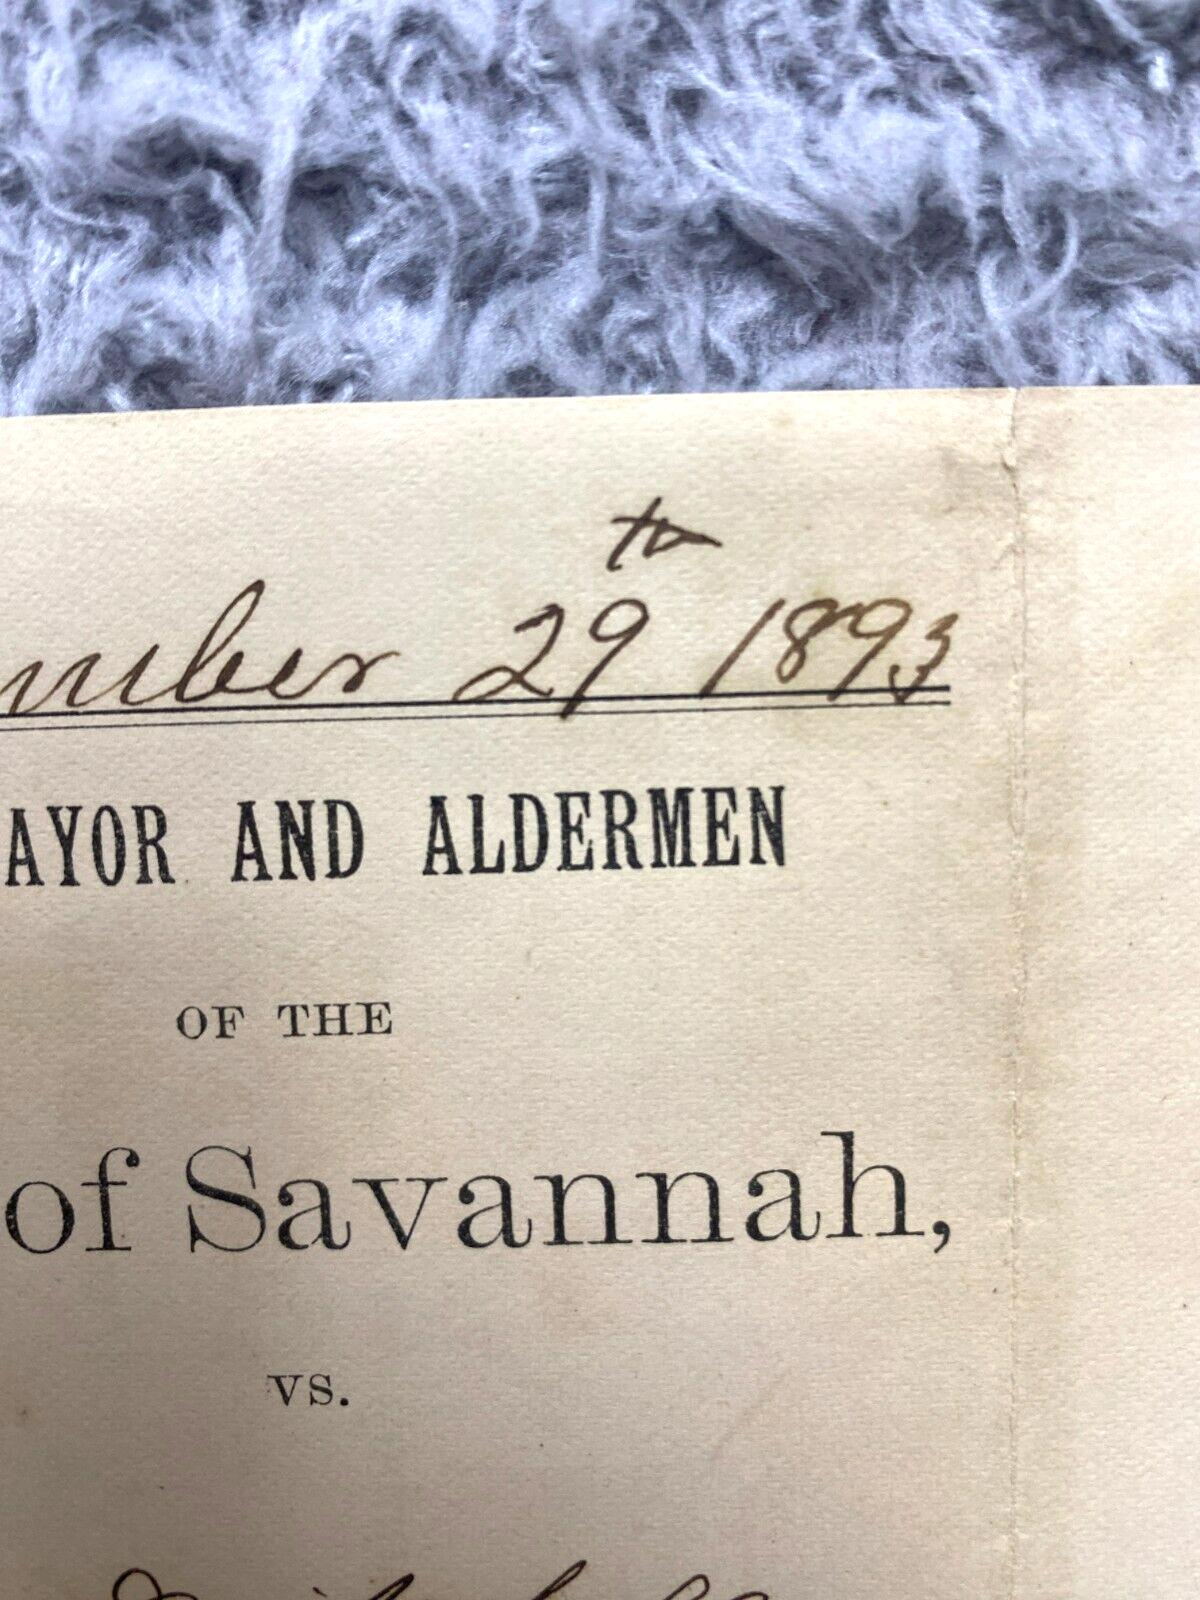 th
mber 29 1893
AYOR AND ALDERMEN
OF THE
of Savannah,
vs.